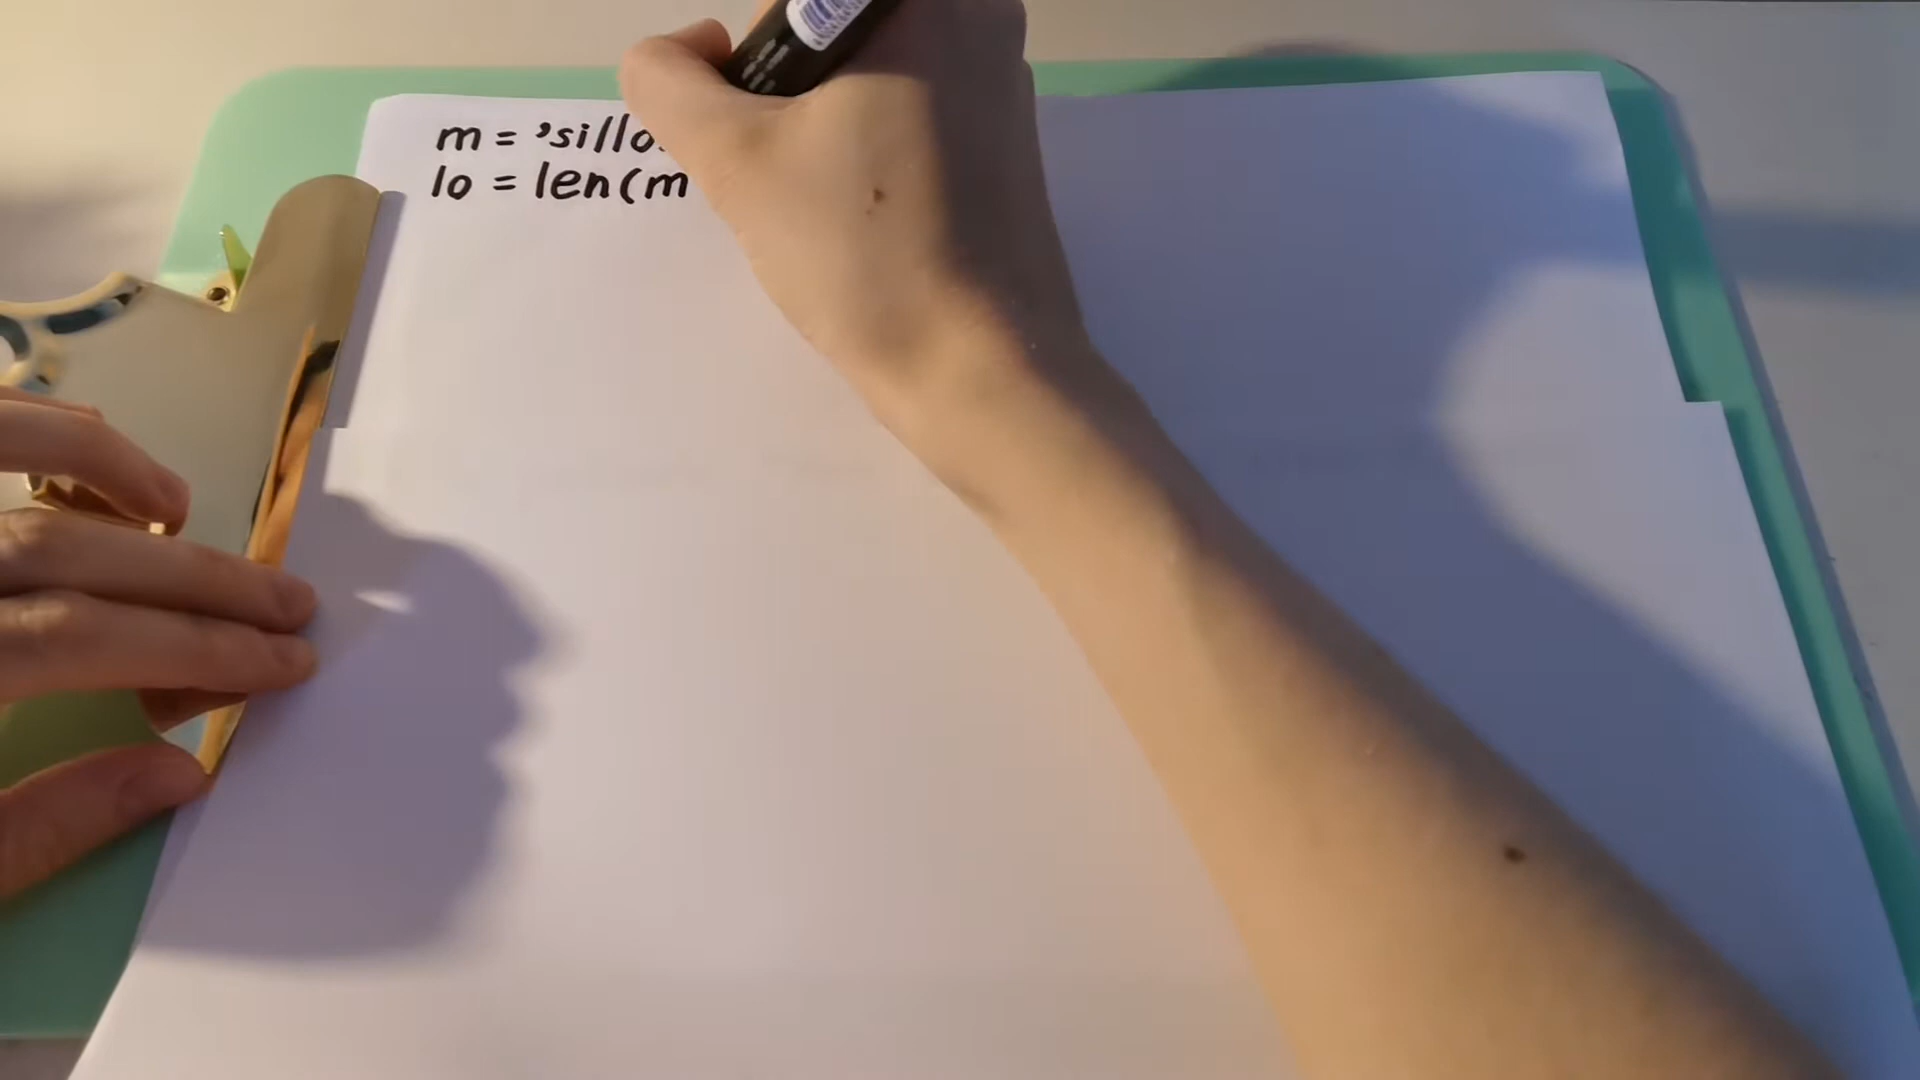 m = 'sillo
lo = len(m